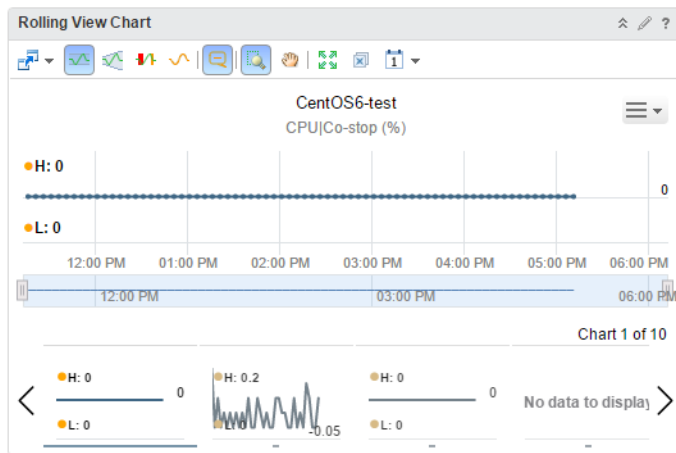 Rolling View Chart
?
1
CentOS6-test
CPU|Co-stop (%)
H: 0
0
L: 0
12:00 PM 01:00 PM 02:00 PM 03:00 PM 04:00 PM 05:00 PM 06:00 PM
12:00 PM 03:00 PM 06:00 PM
Chart 1 of 10
H: 0 H: 0.2 H: 0
0 0 No data to display
L: 0 L: 0 -0.05 L: 0